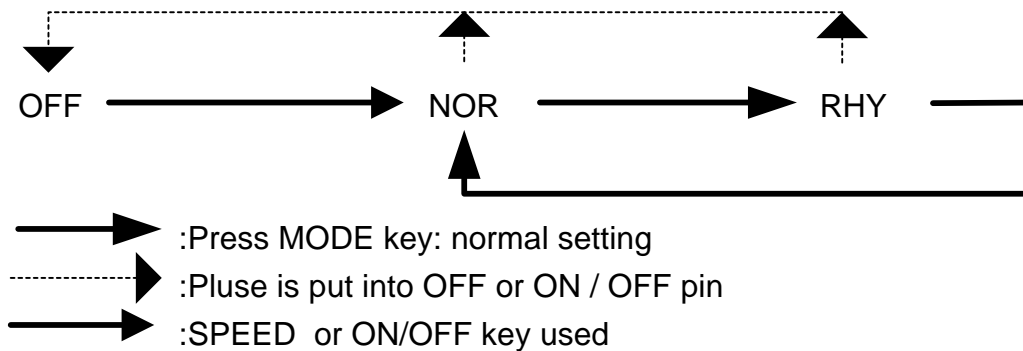 OFF NOR RHY
:Press MODE key: normal setting
:Pluse is put into OFF or ON / OFF pin
:SPEED or ON/OFF key used